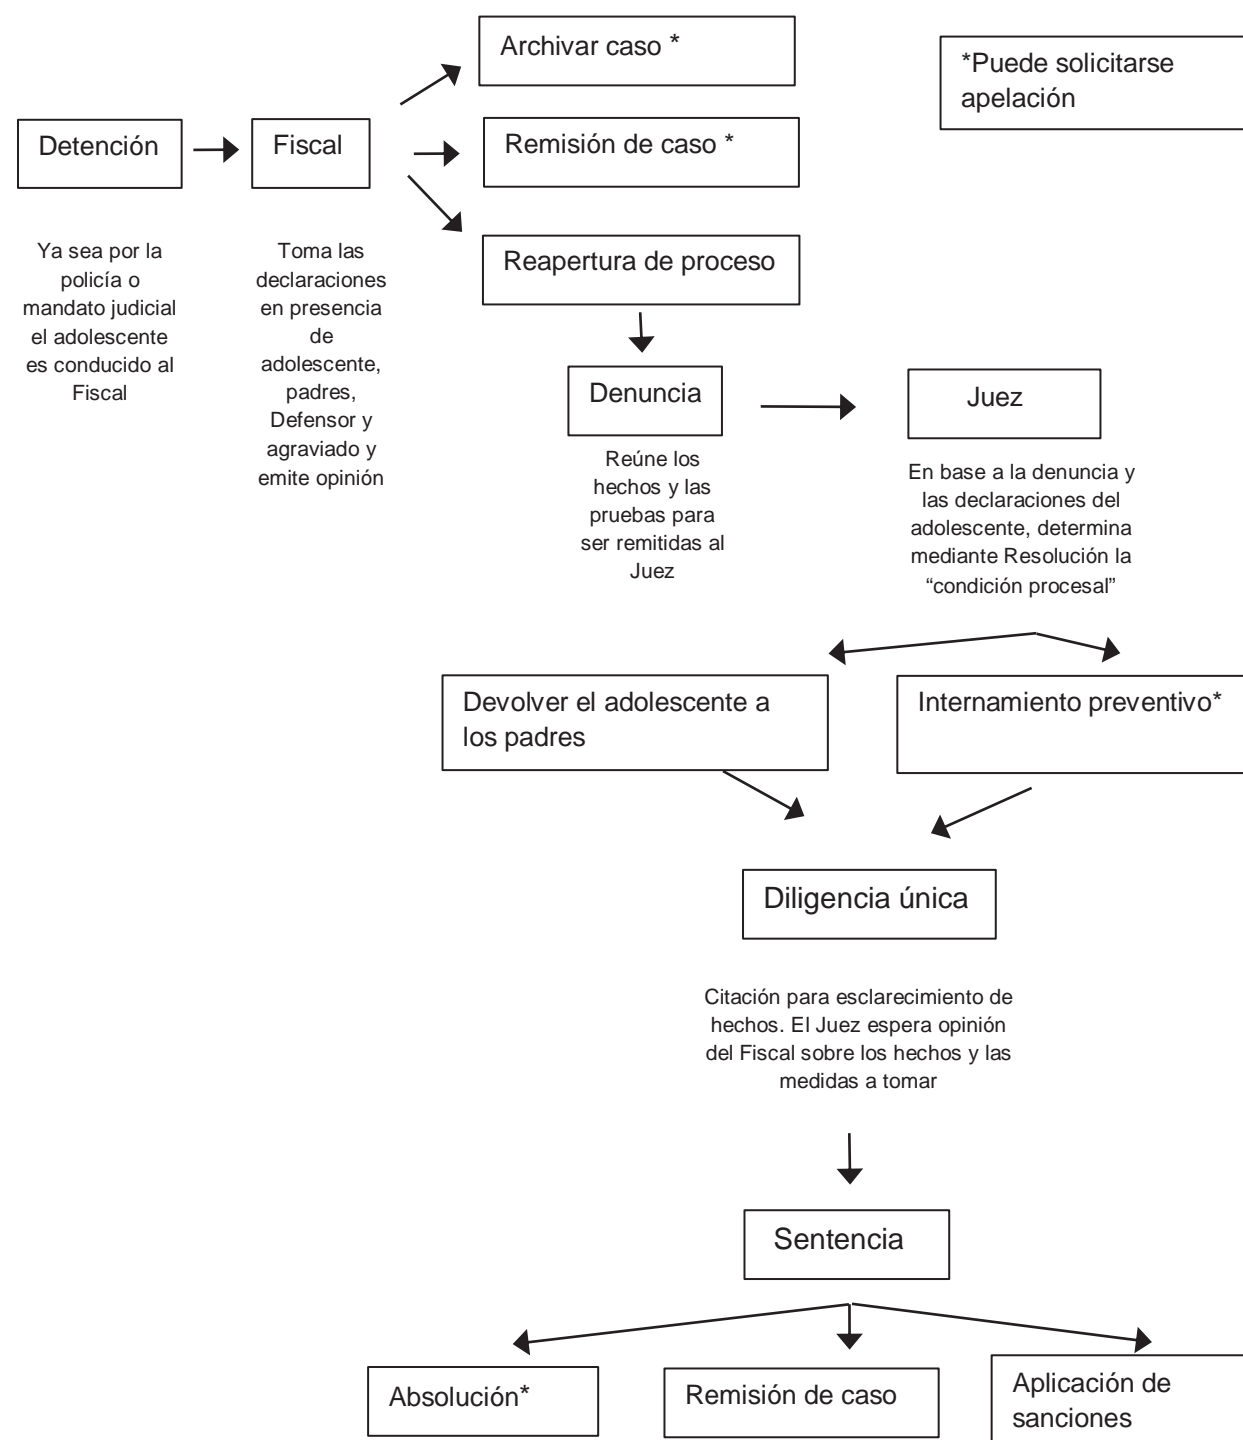 Archivar caso *
*Puede solicitarse
apelación
Detención
Fiscal
Remisión de caso *
Ya sea por la
policía o
mandato judicial
el adolescente
es conducido al
Fiscal
Toma las
declaraciones
en presencia
de
adolescente,
padres,
Defensor y
agraviado y
emite opinión
Reapertura de proceso
Denuncia
Reúne los
hechos y las
pruebas para
ser remitidas al
Juez
Juez
En base a la denuncia y
las declaraciones del
adolescente, determina
mediante Resolución la
“condición procesal”
Devolver el adolescente a
los padres
Internamiento preventivo*
Diligencia única
Citación para esclarecimiento de
hechos. El Juez espera opinión
del Fiscal sobre los hechos y las
medidas a tomar
Sentencia
Absolución*
Remisión de caso
Aplicación de
sanciones